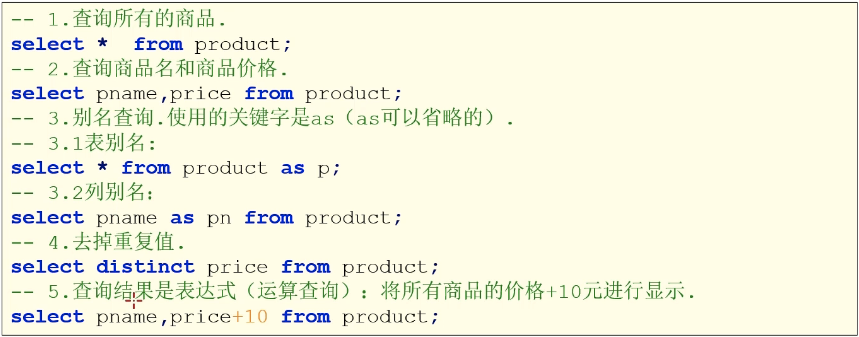 -- 1.查询所有的商品.
select *  from product;
-- 2.查询商品名和商品价格.
select pname,price from product;
-- 3.别名查询.使用的关键字是as（as可以省略的）.
-- 3.1表别名:
select * from product as p;
-- 3.2列别名：
select pname as pn from product;
-- 4.去掉重复值.
select distinct price from product;
-- 5.查询结果是表达式（运算查询）：将所有商品的价格+10元进行显示.
select pname,price+10 from product;